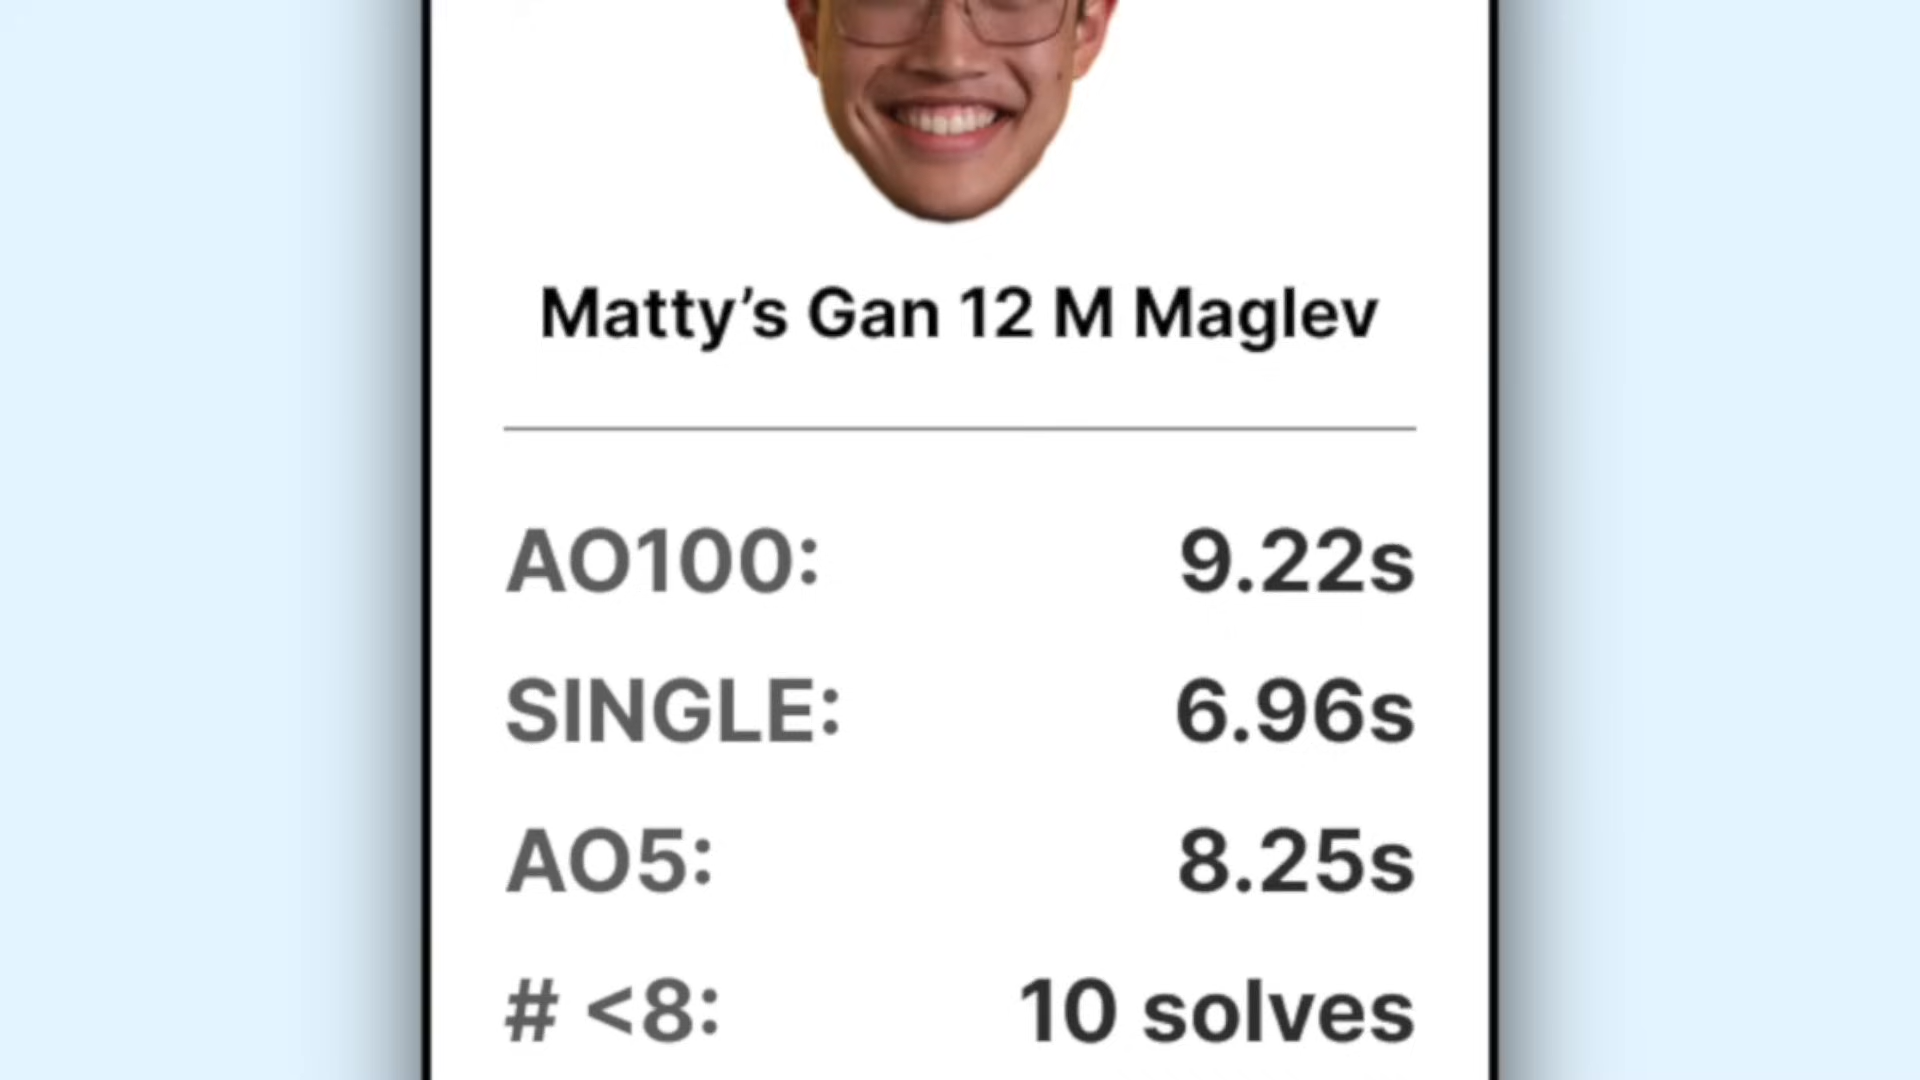 Matty’s Gan 12 M Maglev
AO100: 9.22s
SINGLE: 6.96s
AO5: 8.25s
# <8: 10 solves